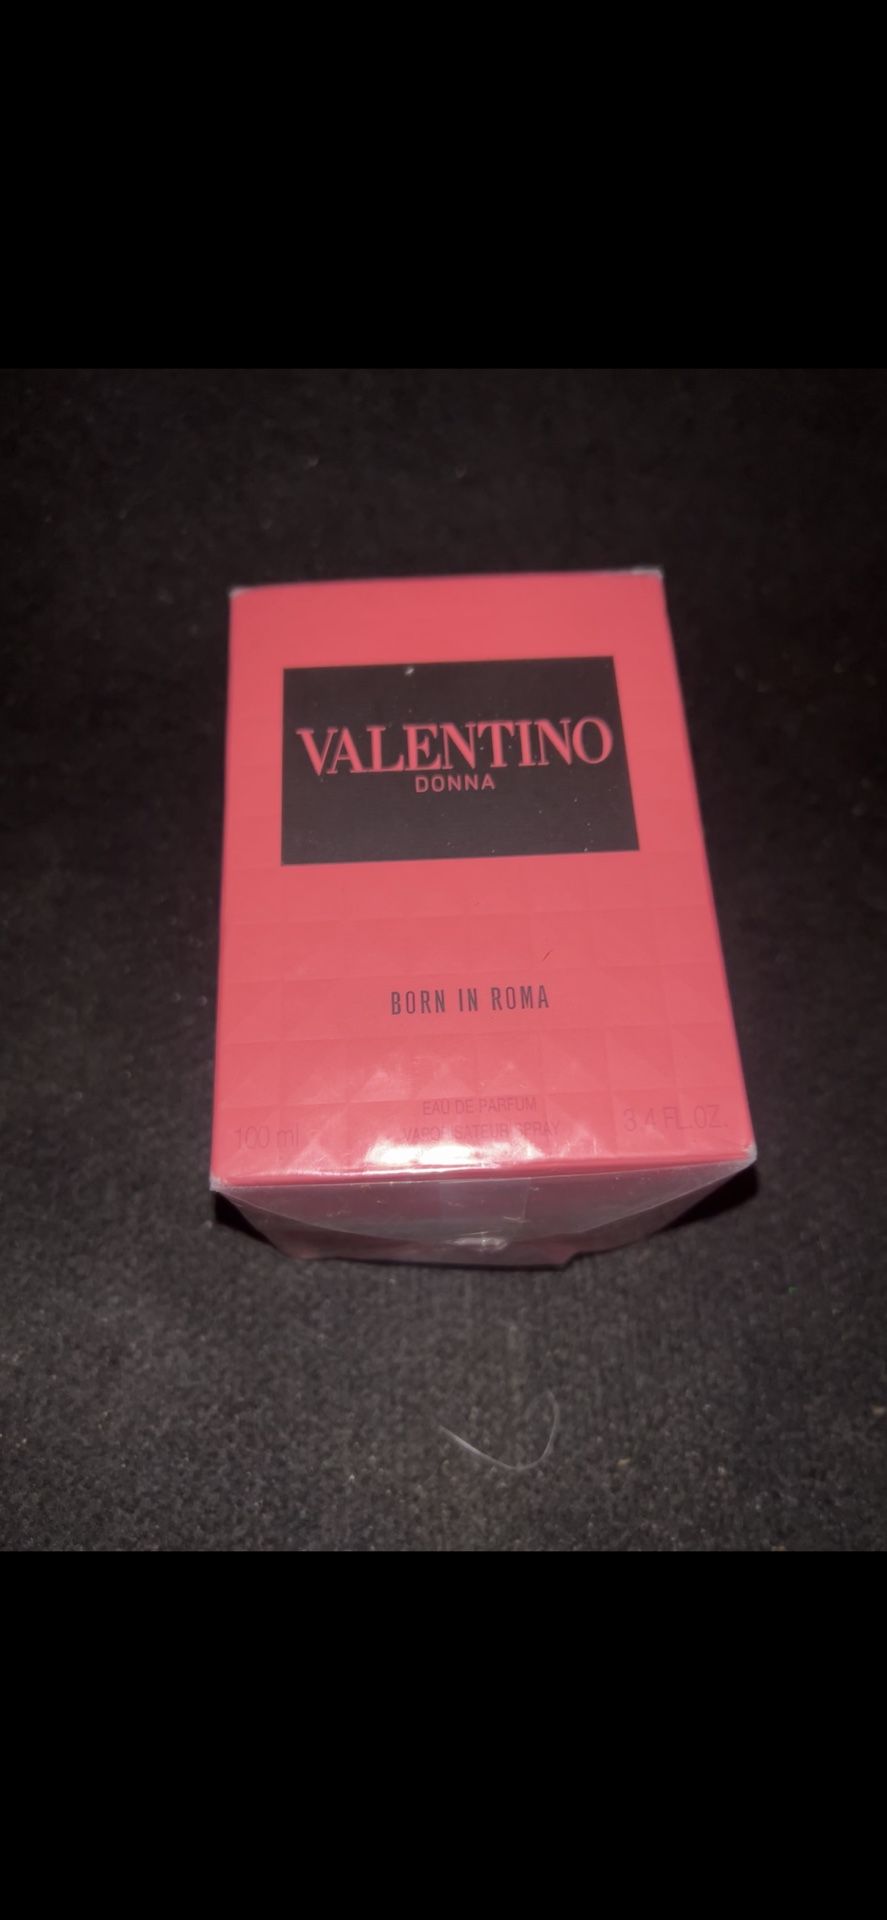 VALENTINO
DONNA
BORN IN ROMA
EAU DE PARFUM
100 ml e VAPORISATEUR SPRAY 3.4 FL.OZ.